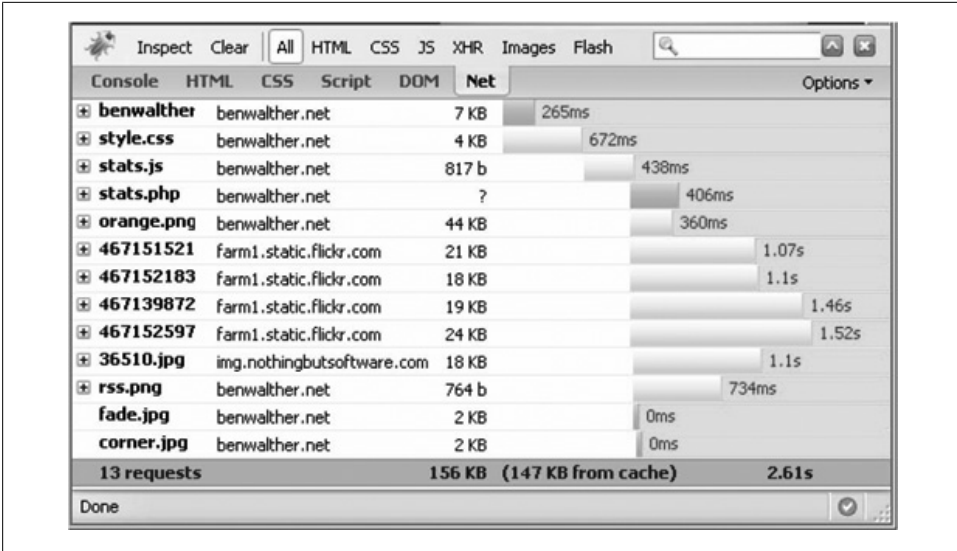 Inspect Clear All HTML CSS JS XHR Images Flash
Console HTML CSS Script DOM Net Options
benwalther benwalther.net 7 KB 265ms
style.css benwalther.net 4 KB 672ms
stats.js benwalther.net 817 b 438ms
stats.php benwalther.net ? 406ms
orange.png benwalther.net 44 KB 360ms
467151521 farm1.static.flickr.com 21 KB 1.07s
467152183 farm1.static.flickr.com 18 KB 1.1s
467139872 farm1.static.flickr.com 19 KB 1.46s
467152597 farm1.static.flickr.com 24 KB 1.52s
36510.jpg img.nothingbutsoftware.com 18 KB 1.1s
rss.png benwalther.net 764 b 734ms
fade.jpg benwalther.net 2 KB 0ms
corner.jpg benwalther.net 2 KB 0ms
13 requests 156 KB (147 KB from cache) 2.61s
Done